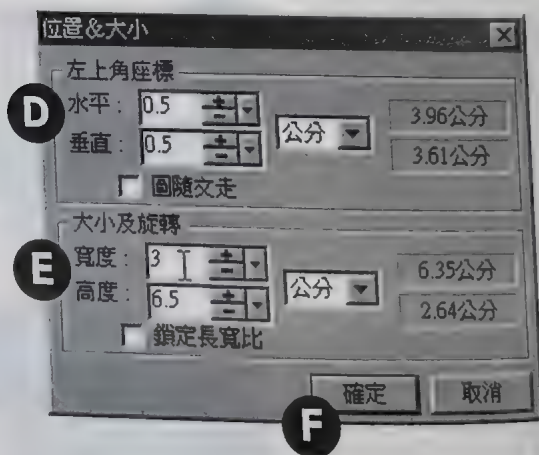 位置&大小
左上角座標
D 水平： 0.5 公分 3.96公分
垂直： 0.5 3.61公分
圖隨文走
大小及旋轉
E 寬度： 3 公分 6.35公分
高度： 6.5 2.64公分
鎖定長寬比
確定 取消
F